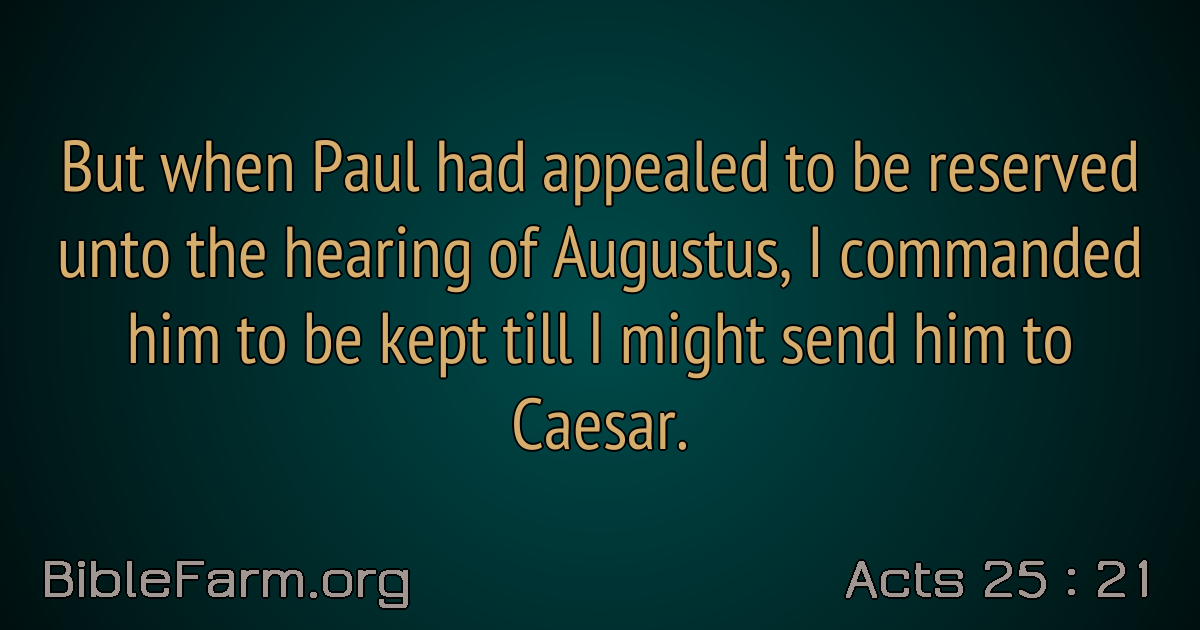 But when Paul had appealed to be reserved
unto the hearing of Augustus, I commanded
him to be kept till I might send him to
Caesar.
BibleFarm.org
Acts 25 : 21